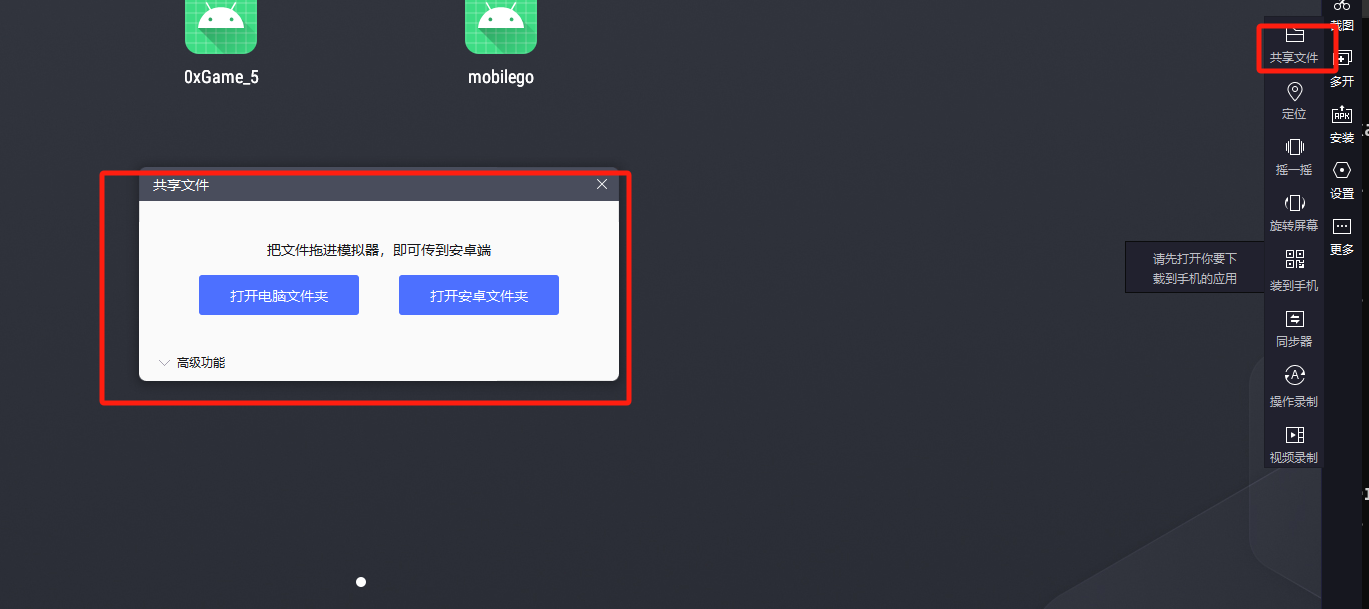 0xGame_5
mobilego
共享文件
把文件拖进模拟器，即可传到安卓端
打开电脑文件夹
打开安卓文件夹
高级功能
请先打开你要下
载到手机的应用
共享文件
定位
摇一摇
旋转屏幕
装到手机
同步器
操作录制
视频录制
截图
多开
APK
安装
设置
更多